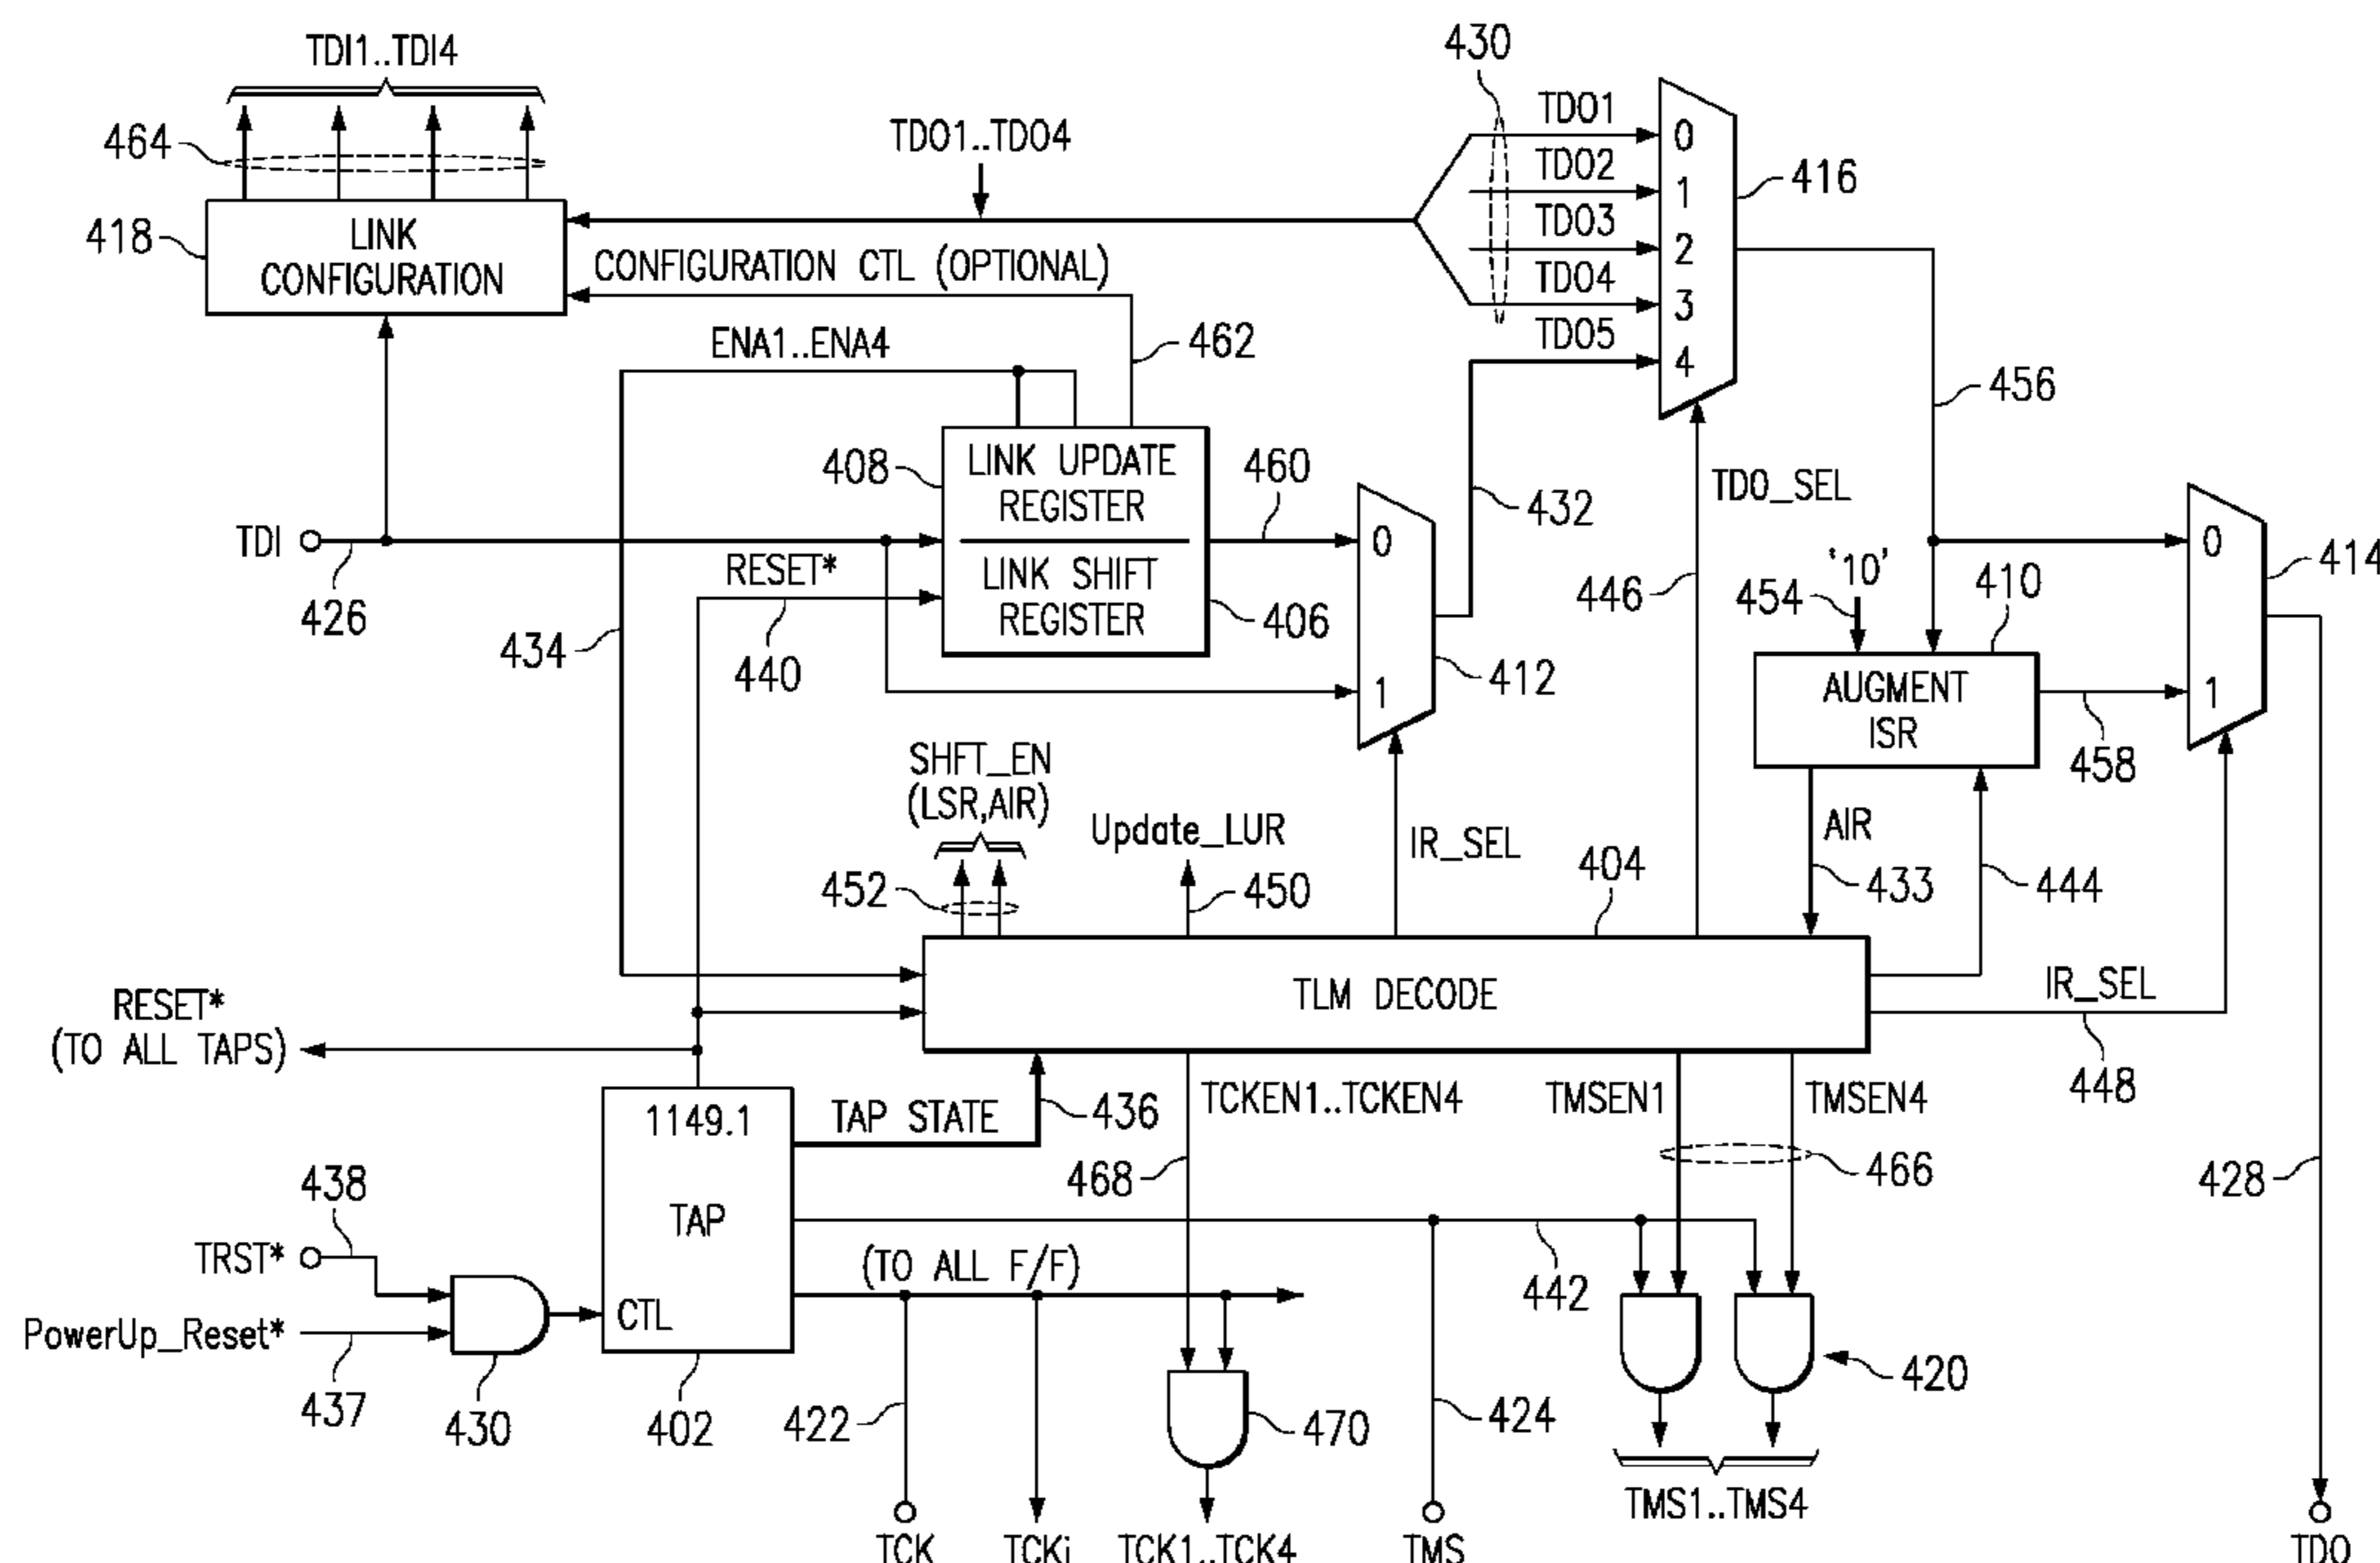 TDI1..TDI4
430
464
TDO1..TDO4
TDO1
0
TDO2
1
416
TDO3
2
TDO4
3
TDO5
4
418
LINK
CONFIGURATION
CONFIGURATION CTL (OPTIONAL)
ENA1..ENA4
462
456
408
LINK UPDATE
REGISTER
460
432
TDO_SEL
TDI
426
RESET*
440
434
LINK SHIFT
REGISTER
406
0
1
412
446
'10'
454
410
0
414
AUGMENT
ISR
458
1
SHFT_EN
(LSR,AIR)
452
Update_LUR
450
IR_SEL
404
AIR
433
444
TLM DECODE
IR_SEL
448
RESET*
(TO ALL TAPS)
1149.1
TAP STATE
436
TCKEN1..TCKEN4
TMSEN1
TMSEN4
468
466
428
438
TAP
TRST*
(TO ALL F/F)
442
PowerUp_Reset*
CTL
437
430
402
422
470
424
420
TMS1..TMS4
TCK
TCKi
TCK1..TCK4
TMS
TDO